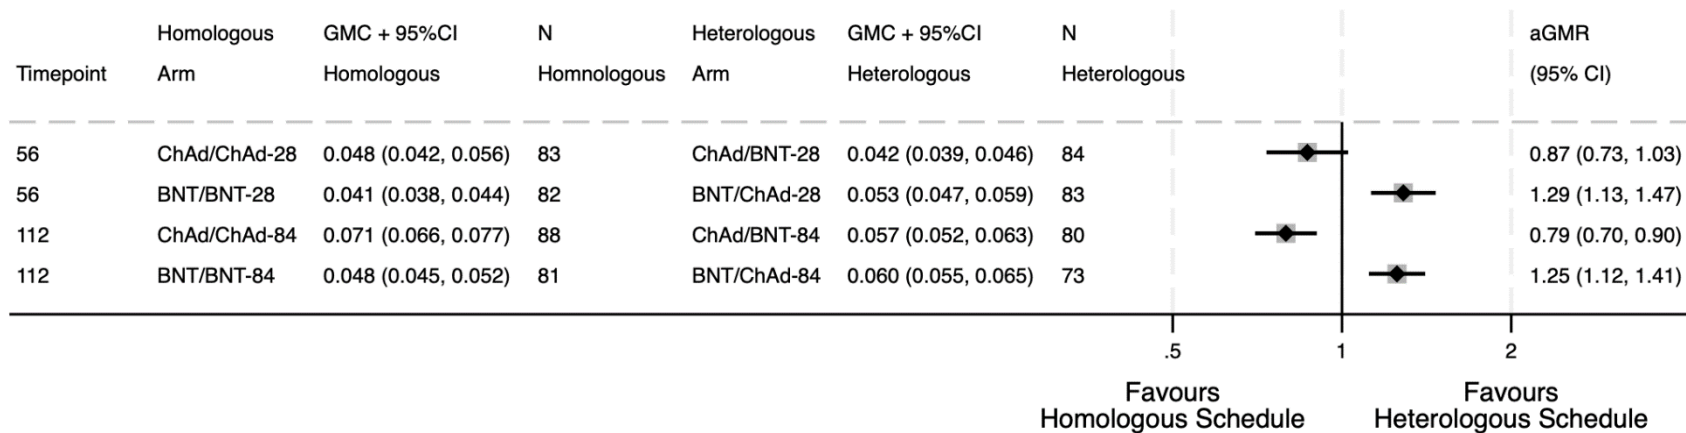 Homologous GMC + 95%CI N Heterologous GMC + 95%CI N aGMR
Timepoint Arm Homologous Homnologous Arm Heterologous Heterologous (95% CI)
56 ChAd/ChAd-28 0.048 (0.042, 0.056) 83 ChAd/BNT-28 0.042 (0.039, 0.046) 84 0.87 (0.73, 1.03)
56 BNT/BNT-28 0.041 (0.038, 0.044) 82 BNT/ChAd-28 0.053 (0.047, 0.059) 83 1.29 (1.13, 1.47)
112 ChAd/ChAd-84 0.071 (0.066, 0.077) 88 ChAd/BNT-84 0.057 (0.052, 0.063) 80 0.79 (0.70, 0.90)
112 BNT/BNT-84 0.048 (0.045, 0.052) 81 BNT/ChAd-84 0.060 (0.055, 0.065) 73 1.25 (1.12, 1.41)
.5 1 2
Favours Favours
Homologous Schedule Heterologous Schedule